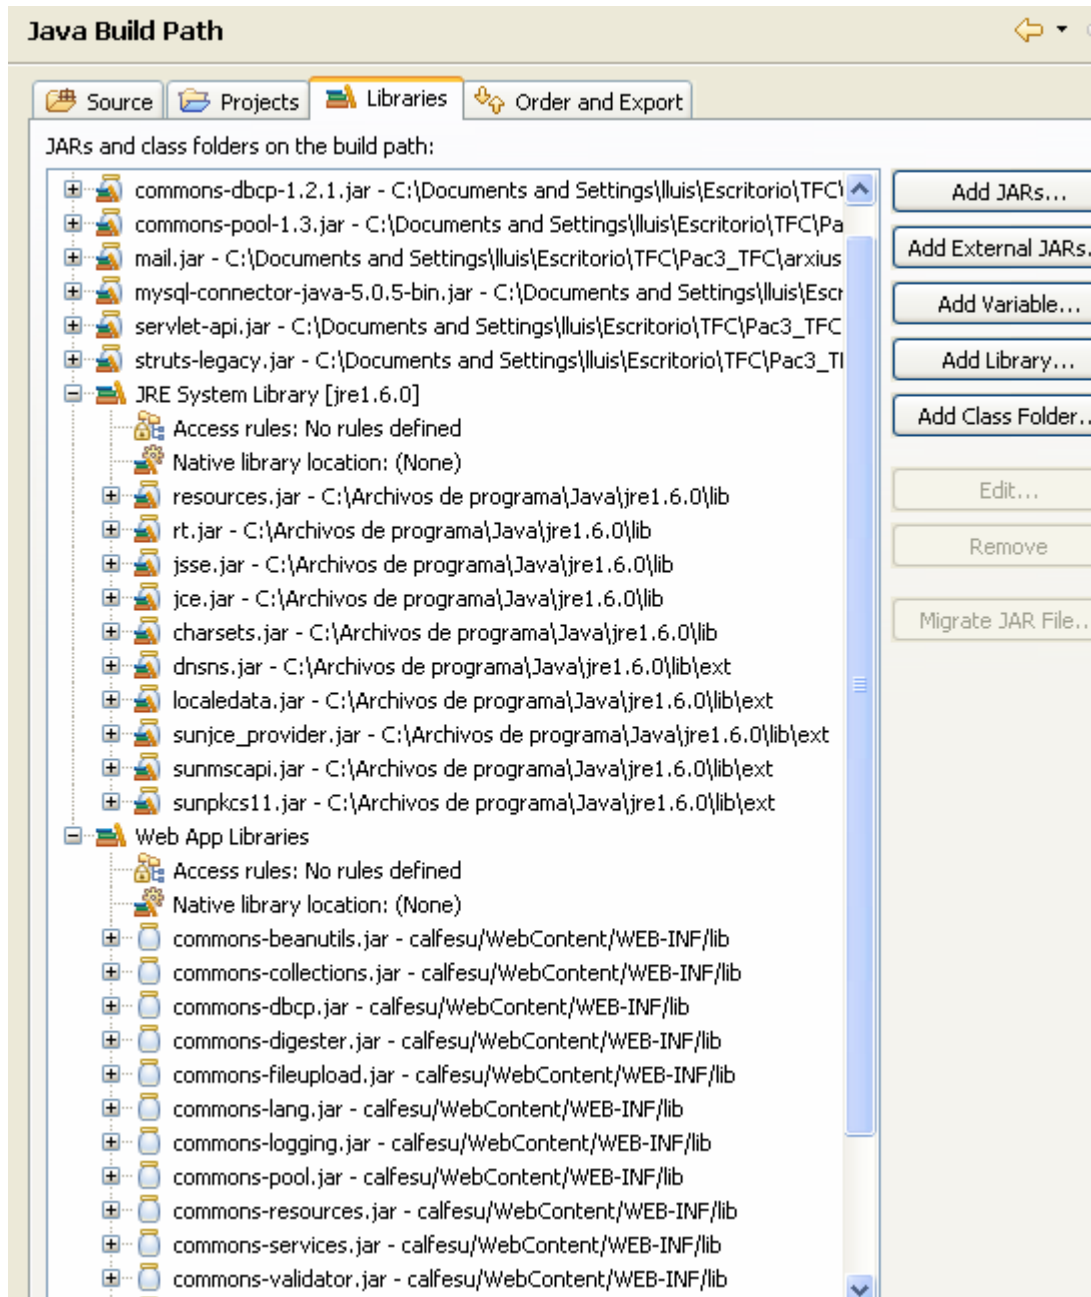 Java Build Path
Source Projects Libraries Order and Export
JARs and class folders on the build path:
commons-dbcp-1.2.1.jar - C:\Documents and Settings\lluis\Escritorio\TFC\
commons-pool-1.3.jar - C:\Documents and Settings\lluis\Escritorio\TFC\Pa
mail.jar - C:\Documents and Settings\lluis\Escritorio\TFC\Pac3_TFC\arxius
mysql-connector-java-5.0.5-bin.jar - C:\Documents and Settings\lluis\Escr
servlet-api.jar - C:\Documents and Settings\lluis\Escritorio\TFC\Pac3_TFC
struts-legacy.jar - C:\Documents and Settings\lluis\Escritorio\TFC\Pac3_T
JRE System Library [jre1.6.0]
Access rules: No rules defined
Native library location: (None)
resources.jar - C:\Archivos de programa\Java\jre1.6.0\lib
rt.jar - C:\Archivos de programa\Java\jre1.6.0\lib
jsse.jar - C:\Archivos de programa\Java\jre1.6.0\lib
jce.jar - C:\Archivos de programa\Java\jre1.6.0\lib
charsets.jar - C:\Archivos de programa\Java\jre1.6.0\lib
dnsns.jar - C:\Archivos de programa\Java\jre1.6.0\lib\ext
localedata.jar - C:\Archivos de programa\Java\jre1.6.0\lib\ext
sunjce_provider.jar - C:\Archivos de programa\Java\jre1.6.0\lib\ext
sunmscapi.jar - C:\Archivos de programa\Java\jre1.6.0\lib\ext
sunpkcs11.jar - C:\Archivos de programa\Java\jre1.6.0\lib\ext
Web App Libraries
Access rules: No rules defined
Native library location: (None)
commons-beanutils.jar - calfesu/WebContent/WEB-INF/lib
commons-collections.jar - calfesu/WebContent/WEB-INF/lib
commons-dbcp.jar - calfesu/WebContent/WEB-INF/lib
commons-digester.jar - calfesu/WebContent/WEB-INF/lib
commons-fileupload.jar - calfesu/WebContent/WEB-INF/lib
commons-lang.jar - calfesu/WebContent/WEB-INF/lib
commons-logging.jar - calfesu/WebContent/WEB-INF/lib
commons-pool.jar - calfesu/WebContent/WEB-INF/lib
commons-resources.jar - calfesu/WebContent/WEB-INF/lib
commons-services.jar - calfesu/WebContent/WEB-INF/lib
commons-validator.jar - calfesu/WebContent/WEB-INF/lib
Add JARs...
Add External JARs.
Add Variable...
Add Library...
Add Class Folder..
Edit...
Remove
Migrate JAR File..